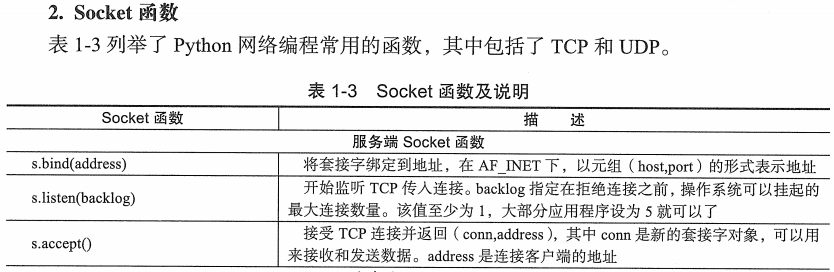 2. Socket 函数
表 1-3 列举了 Python 网络编程常用的函数，其中包括了 TCP 和 UDP。
表 1-3 Socket 函数及说明
Socket 函数 描 述
服务端 Socket 函数
s.bind(address) 将套接字绑定到地址，在 AF_INET 下，以元组（host,port）的形式表示地址
s.listen(backlog) 开始监听 TCP 传入连接。backlog 指定在拒绝连接之前，操作系统可以挂起的
最大连接数量。该值至少为 1，大部分应用程序设为 5 就可以了
s.accept() 接受 TCP 连接并返回（conn,address），其中 conn 是新的套接字对象，可以用
来接收和发送数据。address 是连接客户端的地址